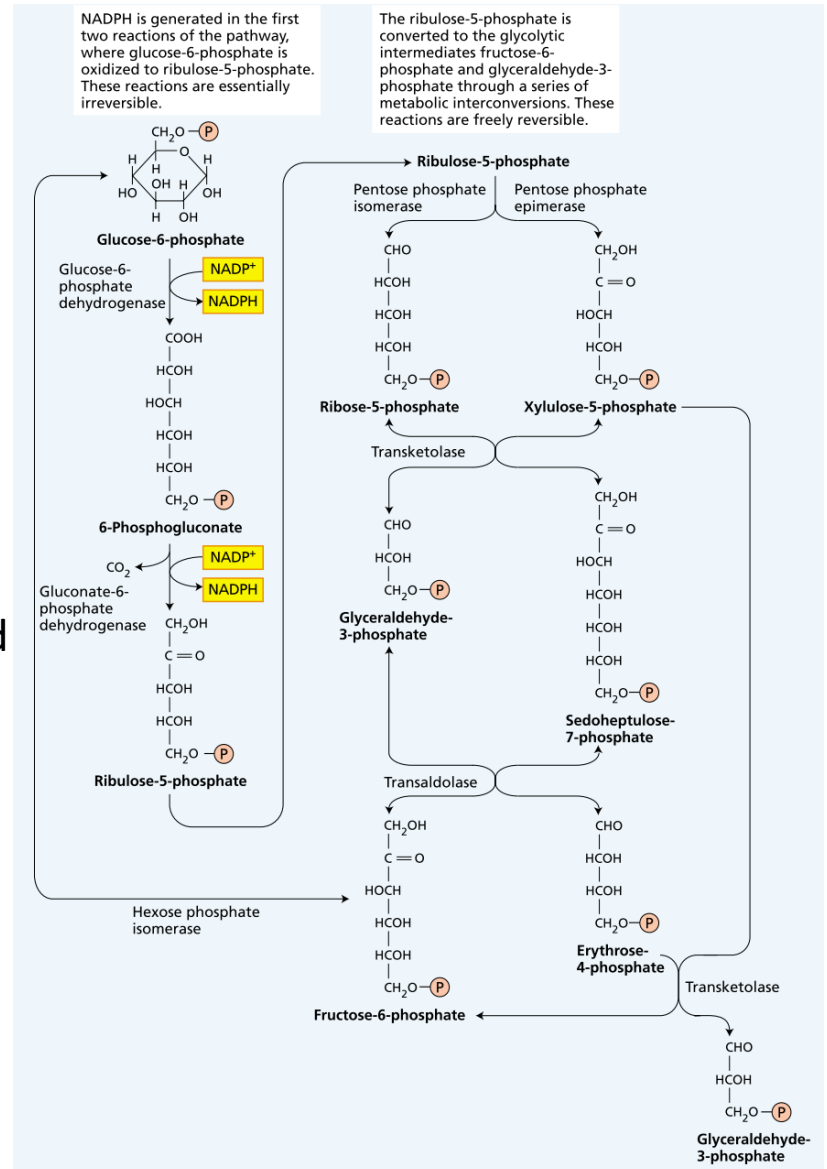 NADPH is generated in the first
two reactions of the pathway,
where glucose-6-phosphate is
oxidized to ribulose-5-phosphate.
These reactions are essentially
irreversible.
The ribulose-5-phosphate is
converted to the glycolytic
intermediates fructose-6-
phosphate and glyceraldehyde-3-
phosphate through a series of
metabolic interconversions. These
reactions are freely reversible.
CH₂O P
O
H H
H
OH H
HO OH
H OH
Glucose-6-phosphate
Glucose-6-
phosphate
dehydrogenase
NADP⁺
NADPH
COOH
HCOH
HOCH
HCOH
HCOH
CH₂O P
6-Phosphogluconate
CO₂
NADP⁺
NADPH
Gluconate-6-
phosphate
dehydrogenase
d
CH₂OH
C=O
HCOH
HCOH
CH₂O P
Ribulose-5-phosphate
Hexose phosphate
isomerase
Ribulose-5-phosphate
Pentose phosphate
isomerase
Pentose phosphate
epimerase
CHO
HCOH
HCOH
HCOH
CH₂O P
Ribose-5-phosphate
CH₂OH
C=O
HOCH
HCOH
CH₂O P
Xylulose-5-phosphate
Transketolase
CHO
HCOH
CH₂O P
Glyceraldehyde-
3-phosphate
CH₂OH
C=O
HOCH
HCOH
HCOH
HCOH
CH₂O P
Sedoheptulose-
7-phosphate
Transaldolase
CH₂OH
C=O
HOCH
HCOH
HCOH
CH₂O P
Fructose-6-phosphate
CHO
HCOH
HCOH
CH₂O P
Erythrose-
4-phosphate
Transketolase
CHO
HCOH
CH₂O P
Glyceraldehyde-
3-phosphate